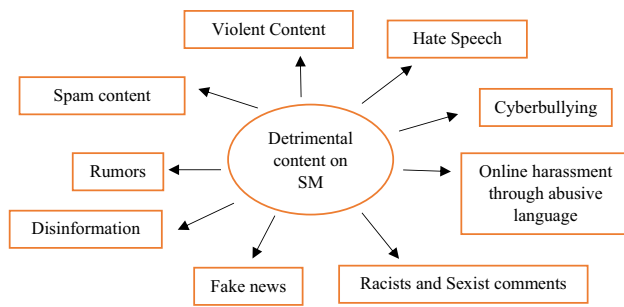 Violent Content
Hate Speech
Spam content
Cyberbullying
Detrimental
content on
SM
Rumors
Online harassment
through abusive
language
Disinformation
Fake news
Racists and Sexist comments